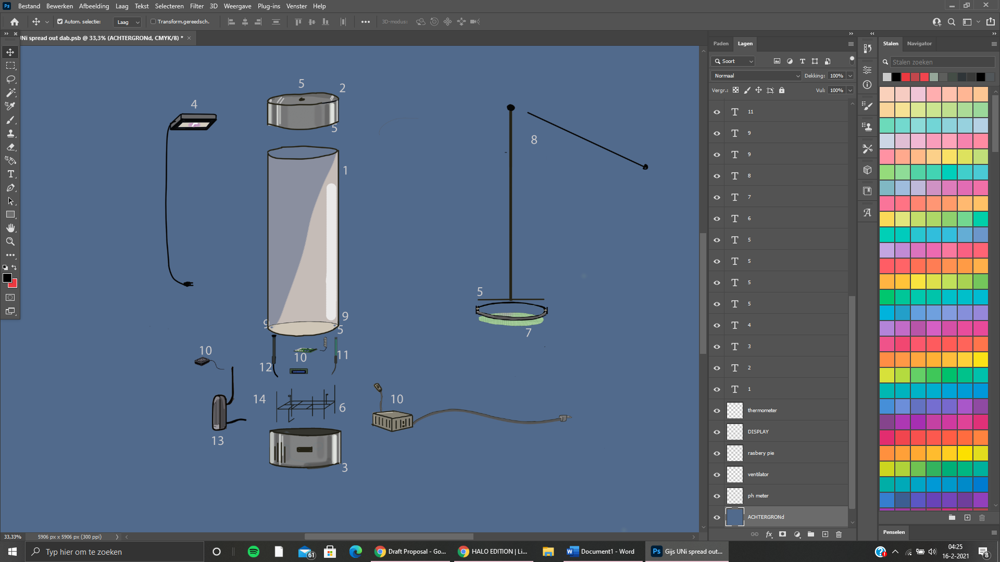 Ps Bestand Bewerken Afbeelding Laag Tekst Selecteren Filter 3D Weergave Plug-ins Venster Help
Autom. selectie: Laag Transform.gereedsch. 3D-modus:
UNi spread out dab.psb @ 33,3% (ACHTERGRONd, CMYK/8) *
5
2
4
5
8
1
5
9
9
5
7
10
10
11
12
14
10
6
13
3
33,33% 5906 px x 5906 px (300 ppi)
Paden Lagen
Soort
Normaal Dekking: 100%
Vergr.: Vul: 100%
11
9
9
8
7
6
5
5
5
5
4
3
2
1
thermometer
DISPLAY
rasbery pie
ventilator
ph meter
ACHTERGRONd
fx
Stalen Navigator
Stalen zoeken
Penselen
Typ hier om te zoeken
61
Draft Proposal - Go...
HALO EDITION | Li...
Document1 - Word
Ps Gijs UNi spread out...
04:25
16-2-2021
8